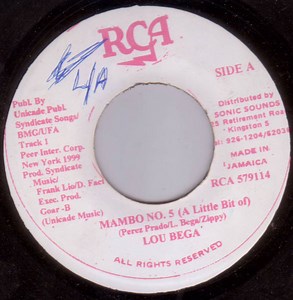 RCA
L/A
SIDE A
Publ. By
Unicade Publ.
Syndicate Songs/
BMG/UFA
Track 1
Peer Inter. Corp.
New York 1999
Prod. Syndicate
Music/
Frank Lio/D. Fact
Exec. Prod.
Goar -B
(Unicade Music)
Distributed by
SONIC SOUNDS
25 Retirement Road
Kingston 5
MADE IN
JAMAICA
RCA 579114
MAMBO NO. 5 (A Little Bit of)
(Perez Prado/L. Bega/Zippy)
LOU BEGA
ALL RIGHTS RESERVED